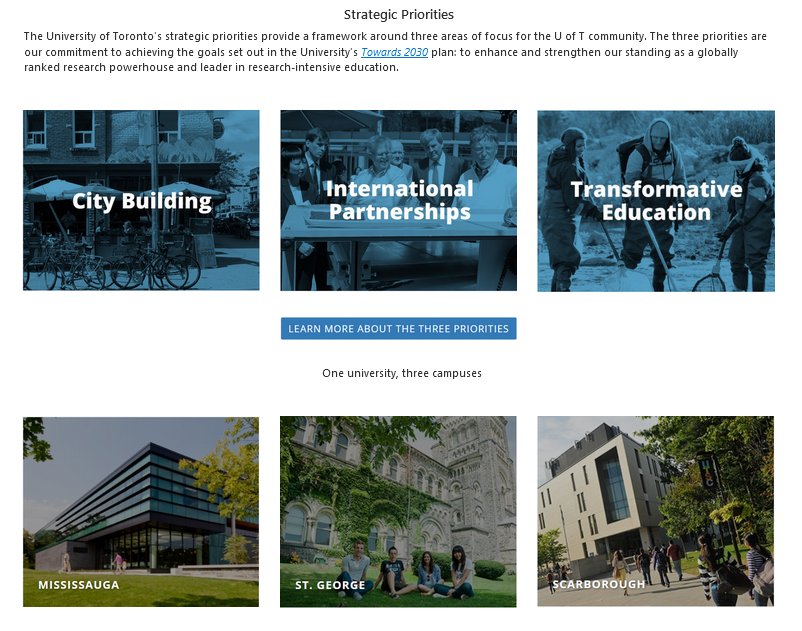 Strategic Priorities
The University of Toronto's strategic priorities provide a framework around three areas of focus for the U of T community. The three priorities are
our commitment to achieving the goals set out in the University's Towards 2030 plan: to enhance and strengthen our standing as a globally
ranked research powerhouse and leader in research-intensive education.
City Building
International
Partnerships
Transformative
Education
LEARN MORE ABOUT THE THREE PRIORITIES
One university, three campuses
MISSISSAUGA
ST. GEORGE
SCARBOROUGH